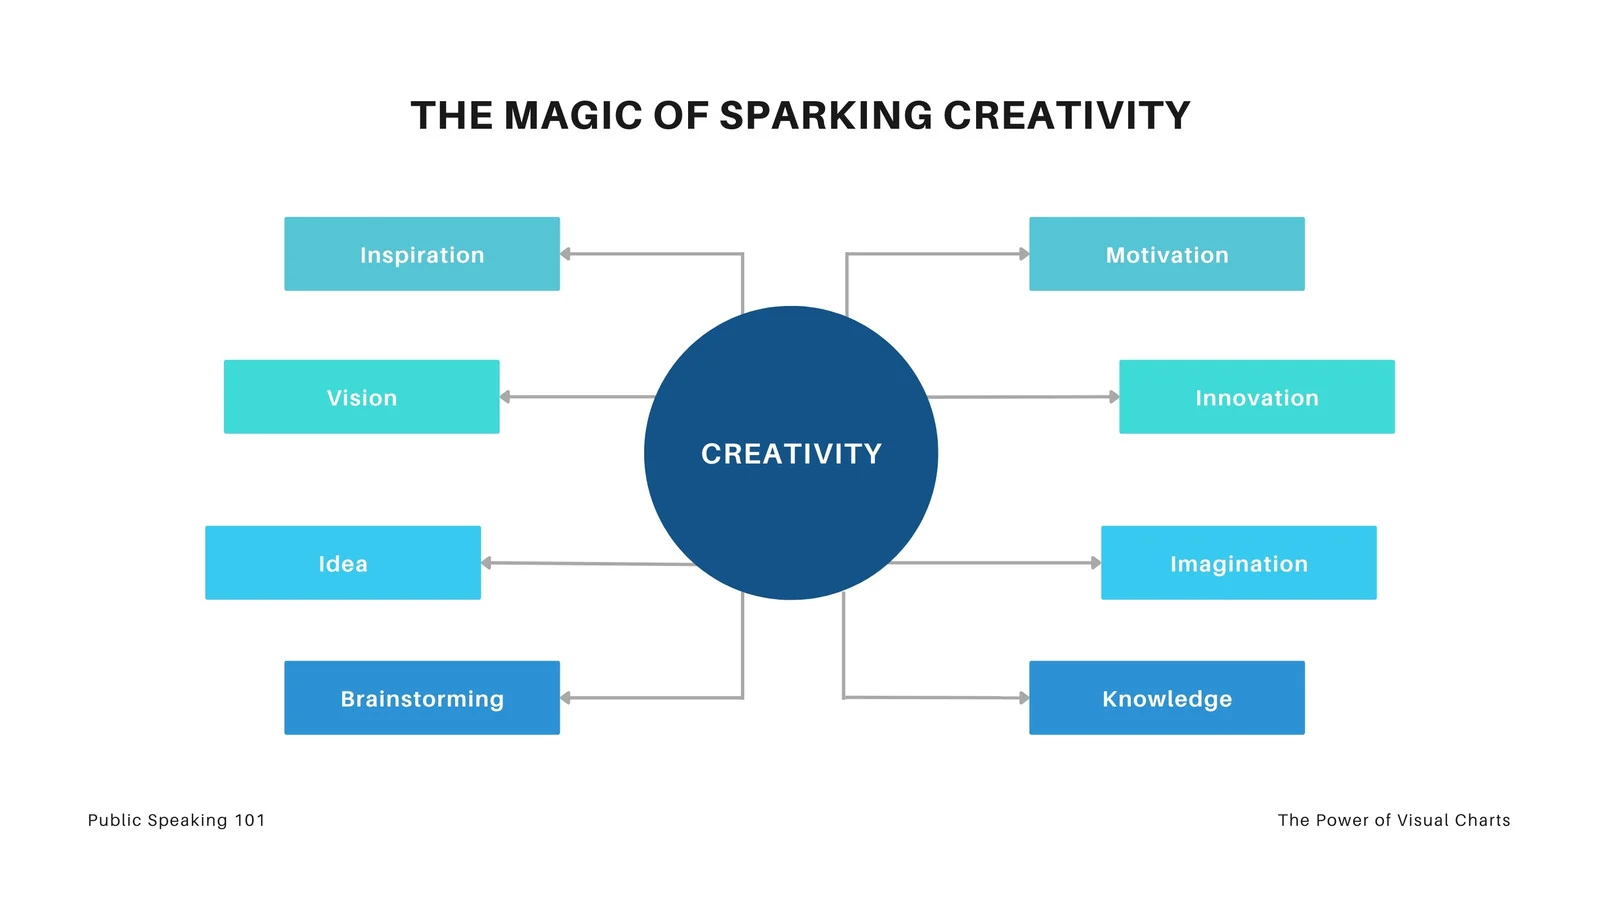 THE MAGIC OF SPARKING CREATIVITY
Inspiration
Motivation
Vision
Innovation
CREATIVITY
Idea
Imagination
Brainstorming
Knowledge
Public Speaking 101
The Power of Visual Charts